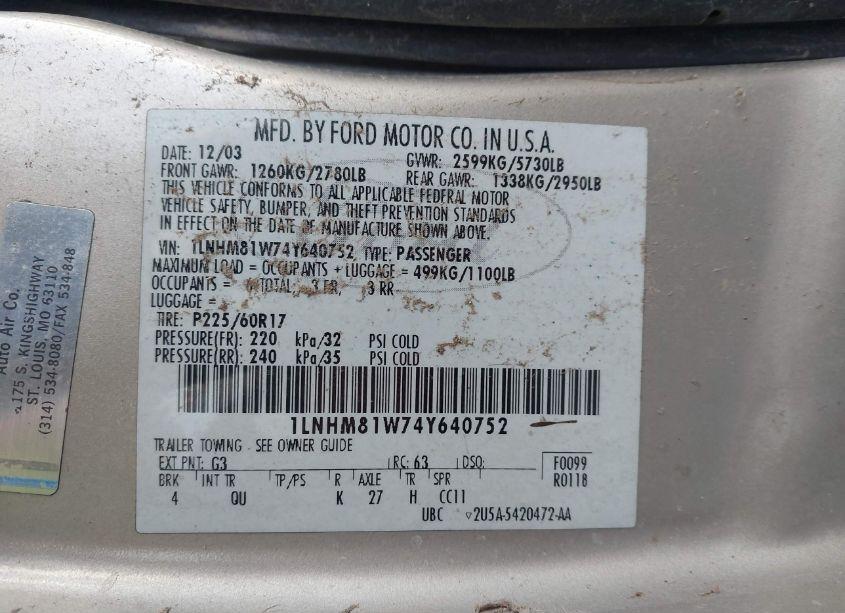 MFD. BY FORD MOTOR CO. IN U.S.A.
DATE: 12/03 GVWR: 2599KG/5730LB
FRONT GAWR: 1260KG/2780LB REAR GAWR: 1338KG/2950LB
THIS VEHICLE CONFORMS TO ALL APPLICABLE FEDERAL MOTOR
VEHICLE SAFETY, BUMPER, AND THEFT PREVENTION STANDARDS
IN EFFECT ON THE DATE OF MANUFACTURE SHOWN ABOVE.
VIN: 1LNHM81W74Y640752 TYPE: PASSENGER
MAXIMUM LOAD = OCCUPANTS + LUGGAGE = 499KG/1100LB
OCCUPANTS = TOTAL, 3 FR, 3 RR
LUGGAGE =
TIRE: P225/60R17
PRESSURE(FR) 220 kPa/32 PSI COLD
PRESSURE(RR) 240 kPa/35 PSI COLD
1LNHM81W74Y640752
TRAILER TOWING - SEE OWNER GUIDE
EXT PNT: G3 RC: 63 DSO: F0099
BRK INT TR TP/PS R AXLE TR SPR R0118
4 QU K 27 H CC11
UBC ▽2U5A-5420472-AA
Auto Air Co.
2175 S. KINGSHIGHWAY
ST. LOUIS, MO 63110
(314) 534-8080/FAX 534-848